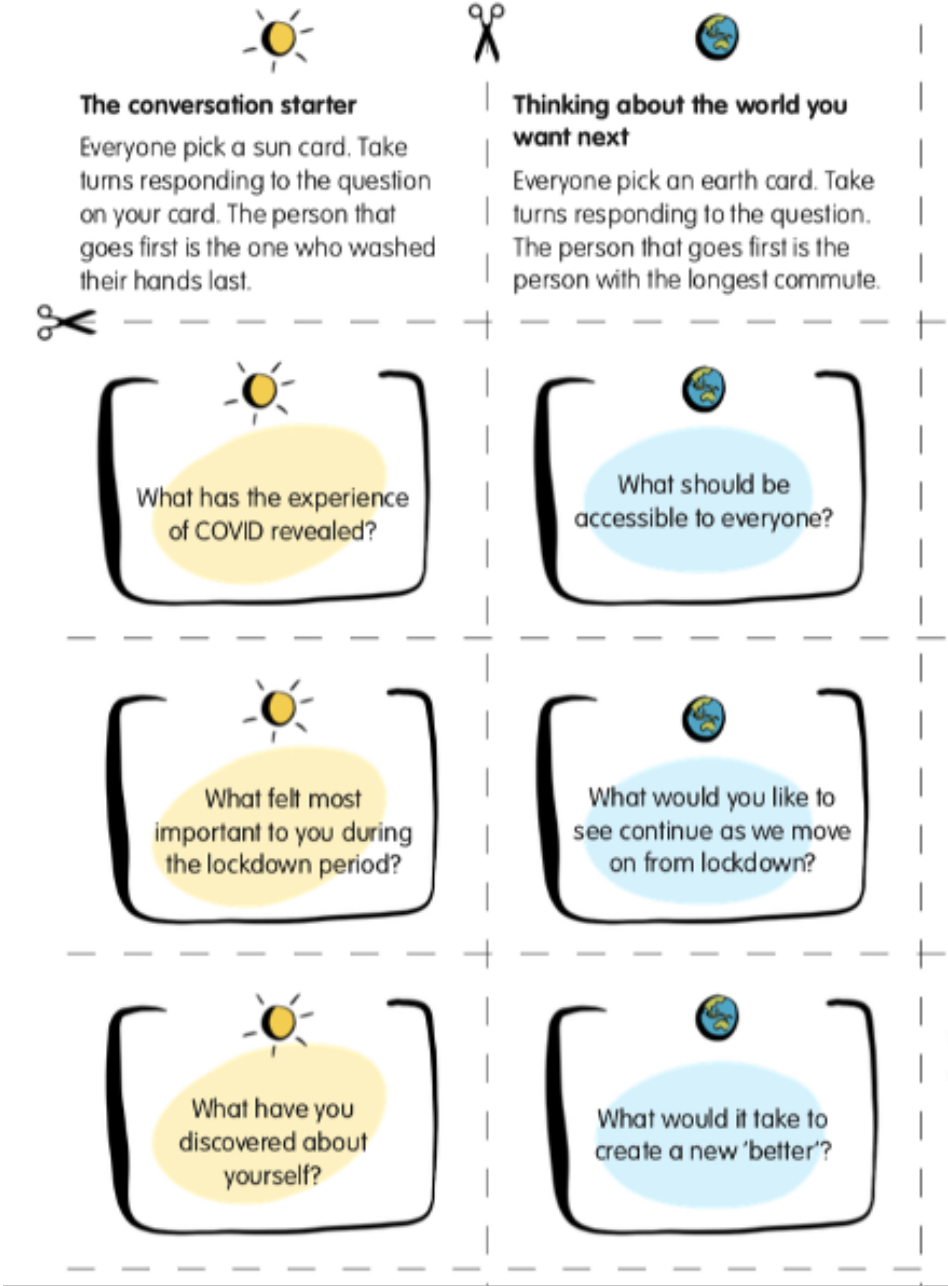 The conversation starter
Everyone pick a sun card. Take
turns responding to the question
on your card. The person that
goes first is the one who washed
their hands last.
Thinking about the world you
want next
Everyone pick an earth card. Take
turns responding to the question.
The person that goes first is the
person with the longest commute.
What has the experience
of COVID revealed?
What should be
accessible to everyone?
What felt most
important to you during
the lockdown period?
What would you like to
see continue as we move
on from lockdown?
What have you
discovered about
yourself?
What would it take to
create a new 'better'?